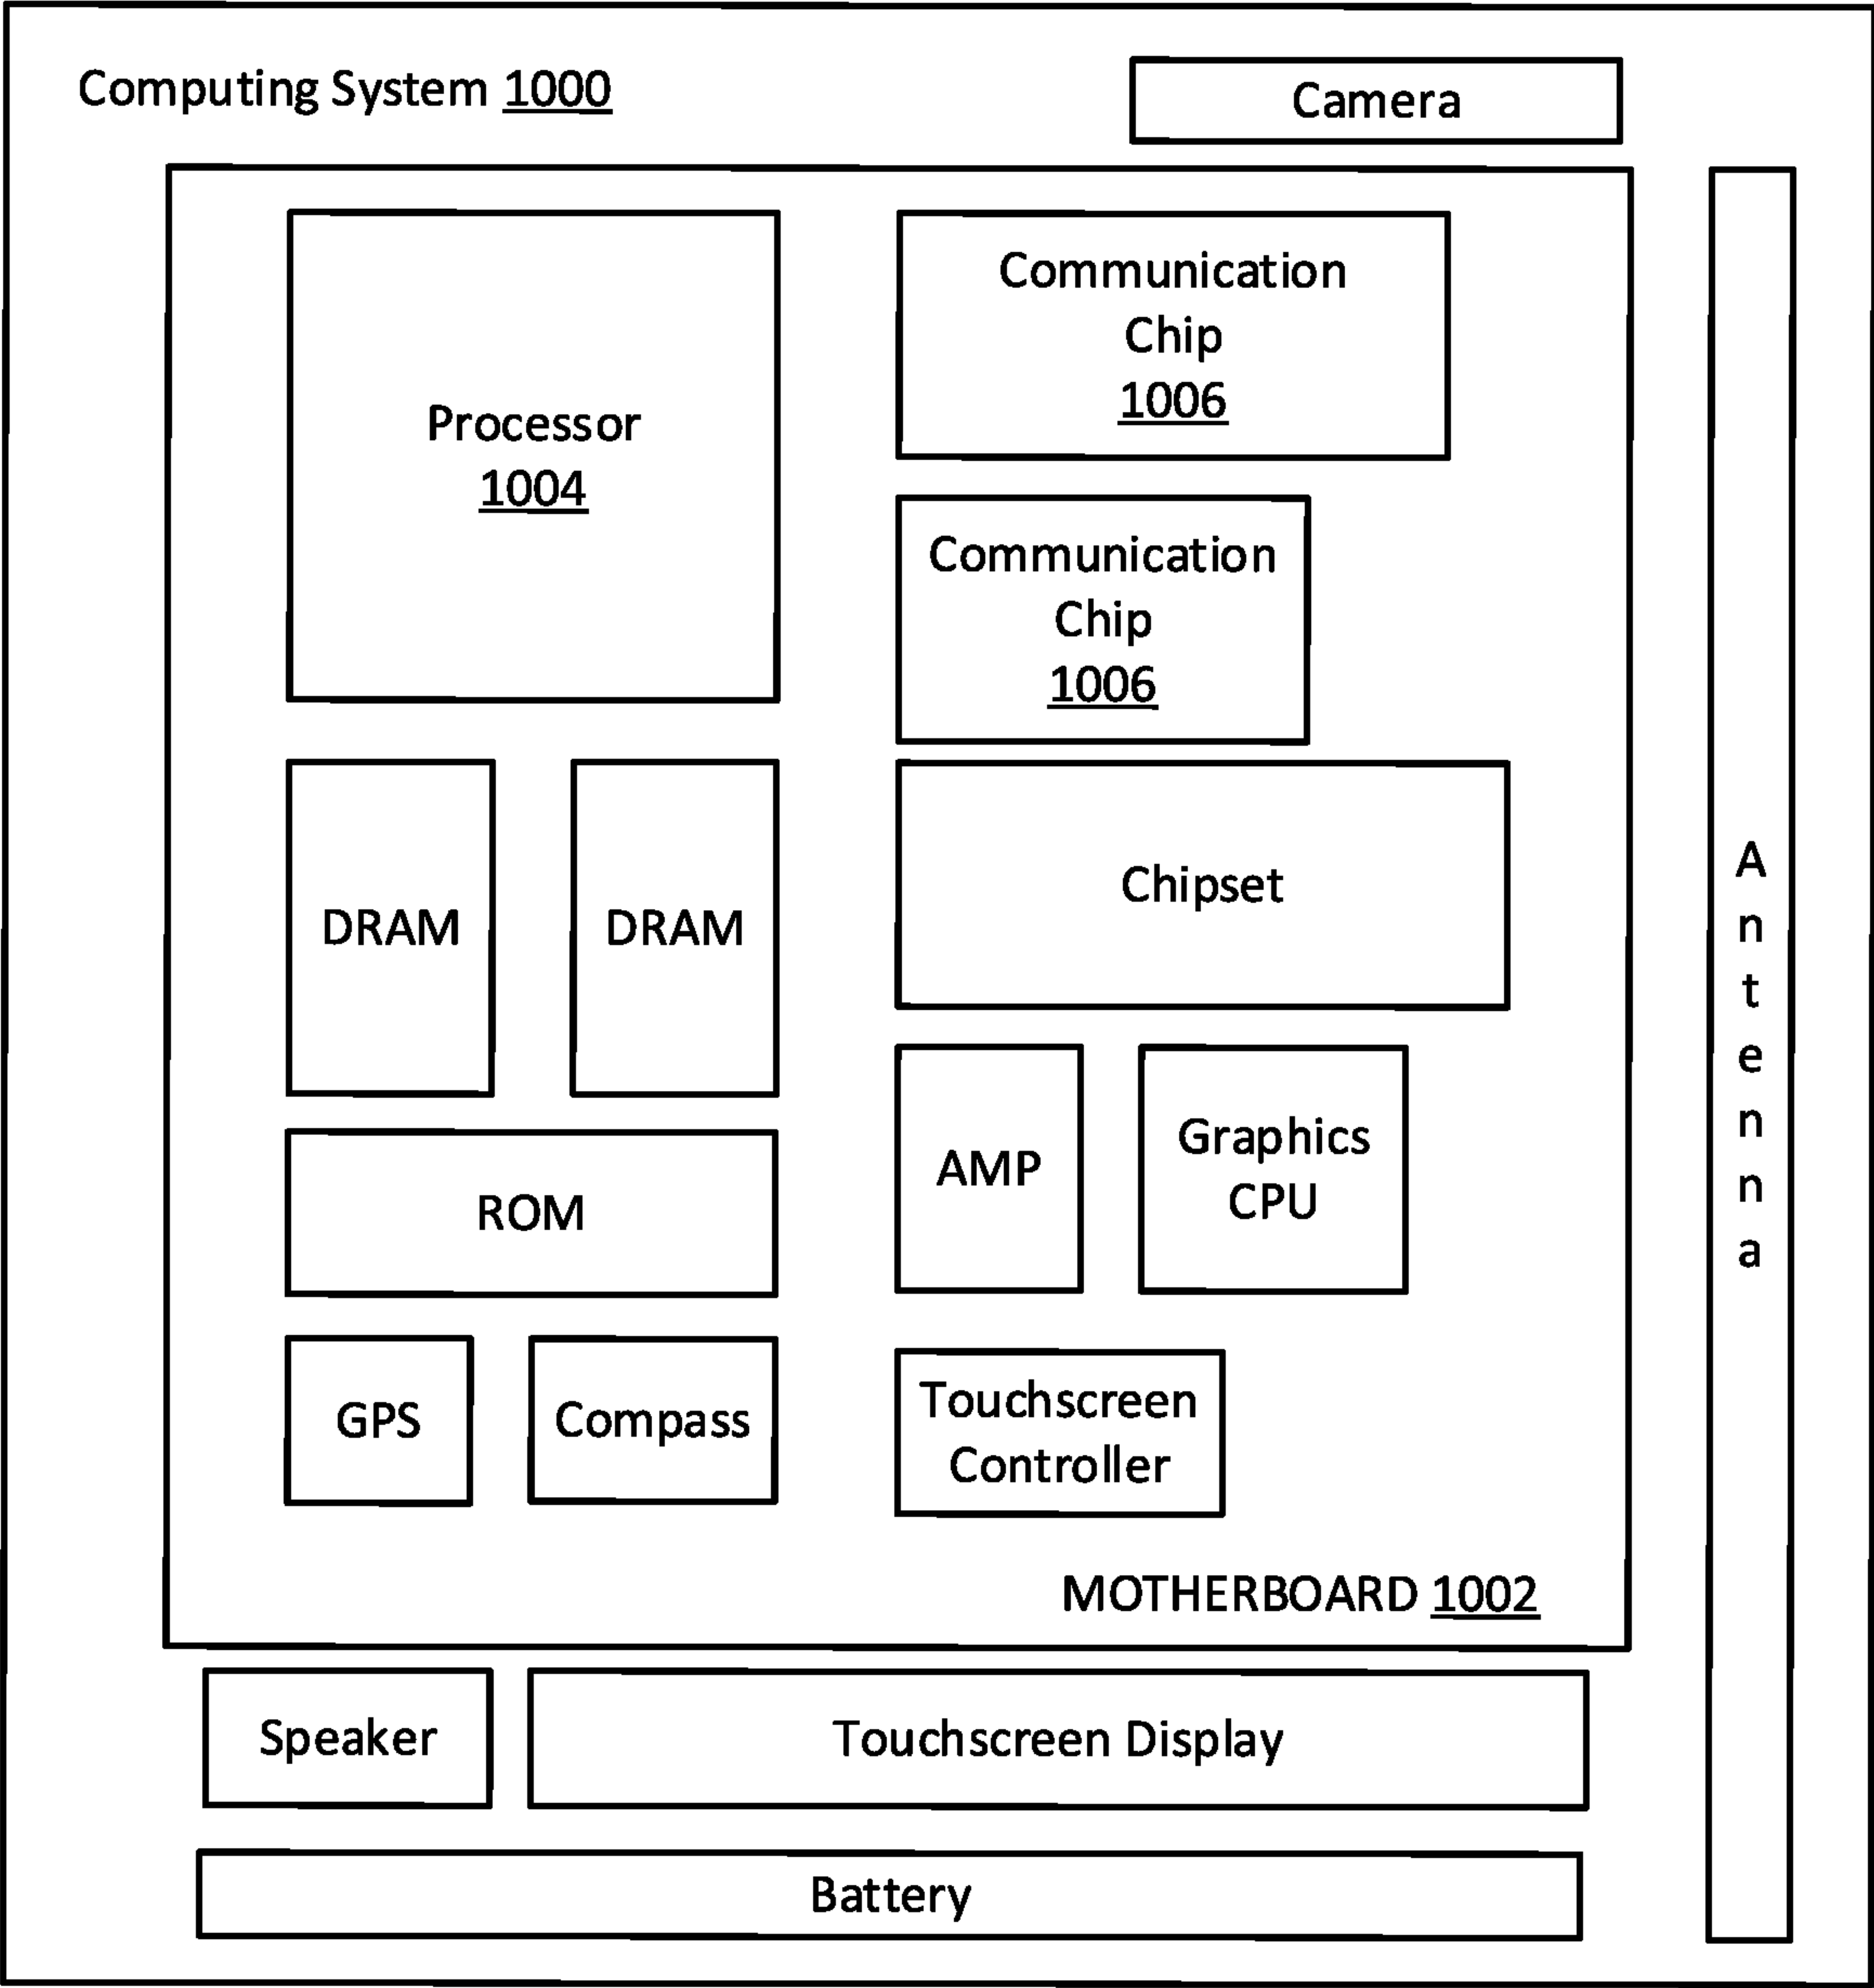 Computing System 1000
Camera
Processor
1004
Communication
Chip
1006
Communication
Chip
1006
DRAM
DRAM
Chipset
ROM
AMP
Graphics
CPU
GPS
Compass
Touchscreen
Controller
MOTHERBOARD 1002
Antenna
Speaker
Touchscreen Display
Battery